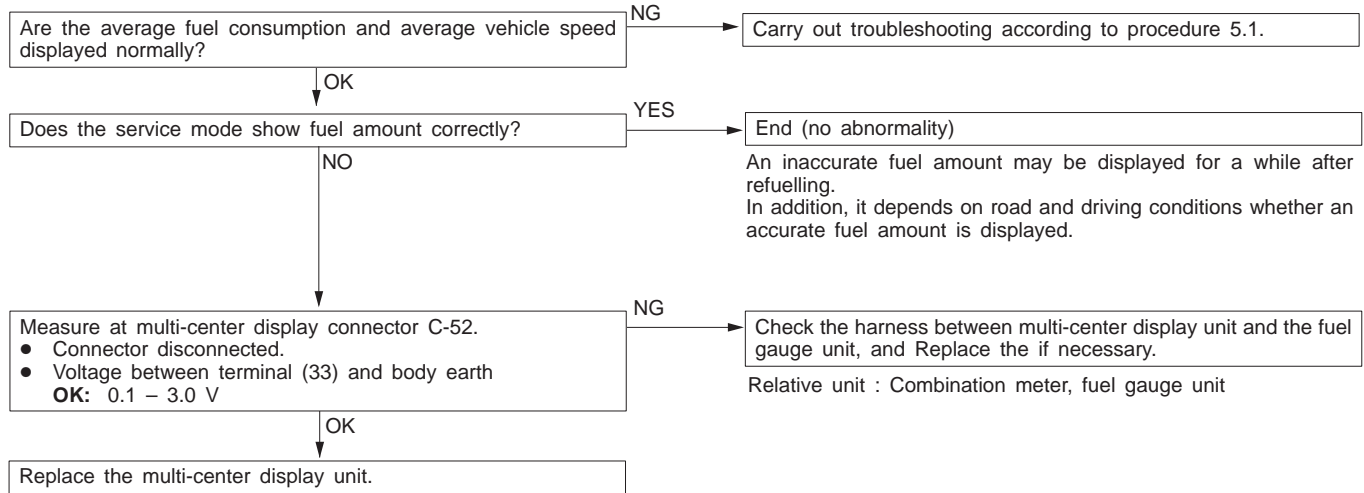 Are the average fuel consumption and average vehicle speed
displayed normally?
NG
Carry out troubleshooting according to procedure 5.1.
OK
Does the service mode show fuel amount correctly?
YES
End (no abnormality)
An inaccurate fuel amount may be displayed for a while after
refuelling.
In addition, it depends on road and driving conditions whether an
accurate fuel amount is displayed.
NO
Measure at multi-center display connector C-52.
● Connector disconnected.
● Voltage between terminal (33) and body earth
OK: 0.1 – 3.0 V
NG
Check the harness between multi-center display unit and the fuel
gauge unit, and Replace the if necessary.
Relative unit : Combination meter, fuel gauge unit
OK
Replace the multi-center display unit.